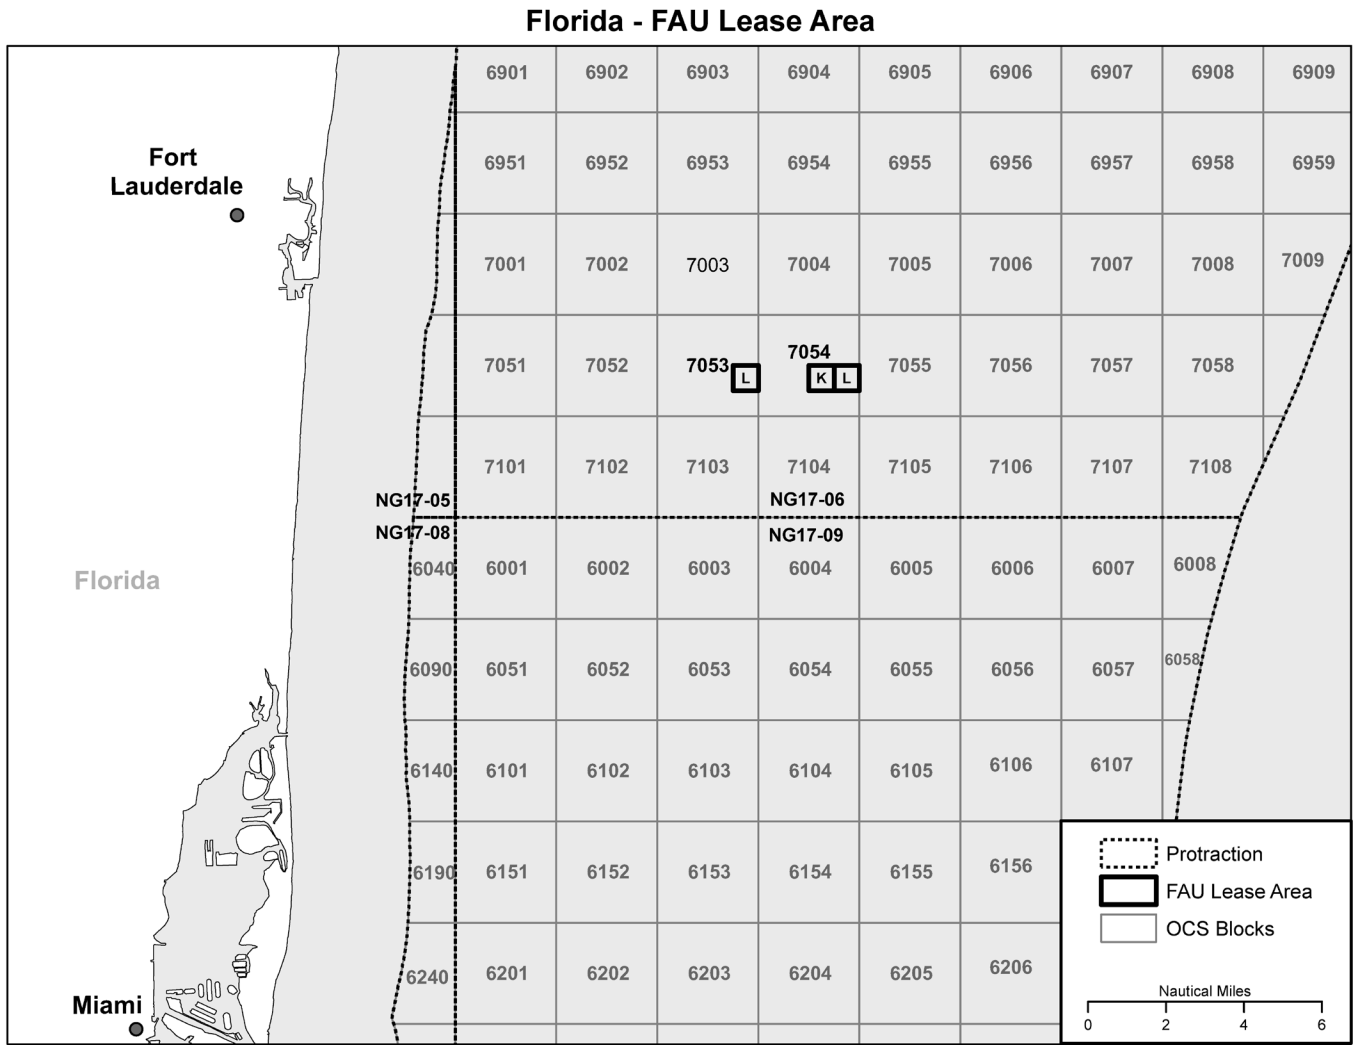 Florida - FAU Lease Area
6901 6902 6903 6904 6905 6906 6907 6908 6909
Fort
Lauderdale
6951 6952 6953 6954 6955 6956 6957 6958 6959
7001 7002 7003 7004 7005 7006 7007 7008 7009
7054
7051 7052 7053 7055 7056 7057 7058
L K L
7101 7102 7103 7104 7105 7106 7107 7108
NG17-05 NG17-06
NG17-08 NG17-09
6040 6001 6002 6003 6004 6005 6006 6007 6008
Florida
6090 6051 6052 6053 6054 6055 6056 6057 6058
6140 6101 6102 6103 6104 6105 6106 6107
6190 6151 6152 6153 6154 6155 6156
6240 6201 6202 6203 6204 6205 6206
Miami
Protraction
FAU Lease Area
OCS Blocks
Nautical Miles
0 2 4 6